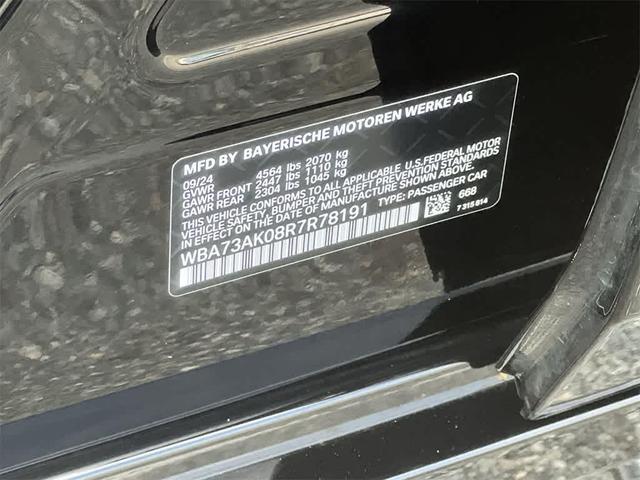 MFD BY BAYERISCHE MOTOREN WERKE AG
09/24
GVWR 4564 lbs 2070 kg
GAWR FRONT 2447 lbs 1110 kg
GAWR REAR 2304 lbs 1045 kg
THIS VEHICLE CONFORMS TO ALL APPLICABLE U.S.FEDERAL MOTOR
VEHICLE SAFETY, BUMPER AND THEFT PREVENTION STANDARDS
IN EFFECT ON THE DATE OF MANUFACTURE SHOWN ABOVE.
WBA73AK08R7R78191 TYPE: PASSENGER CAR
668
7 315 814